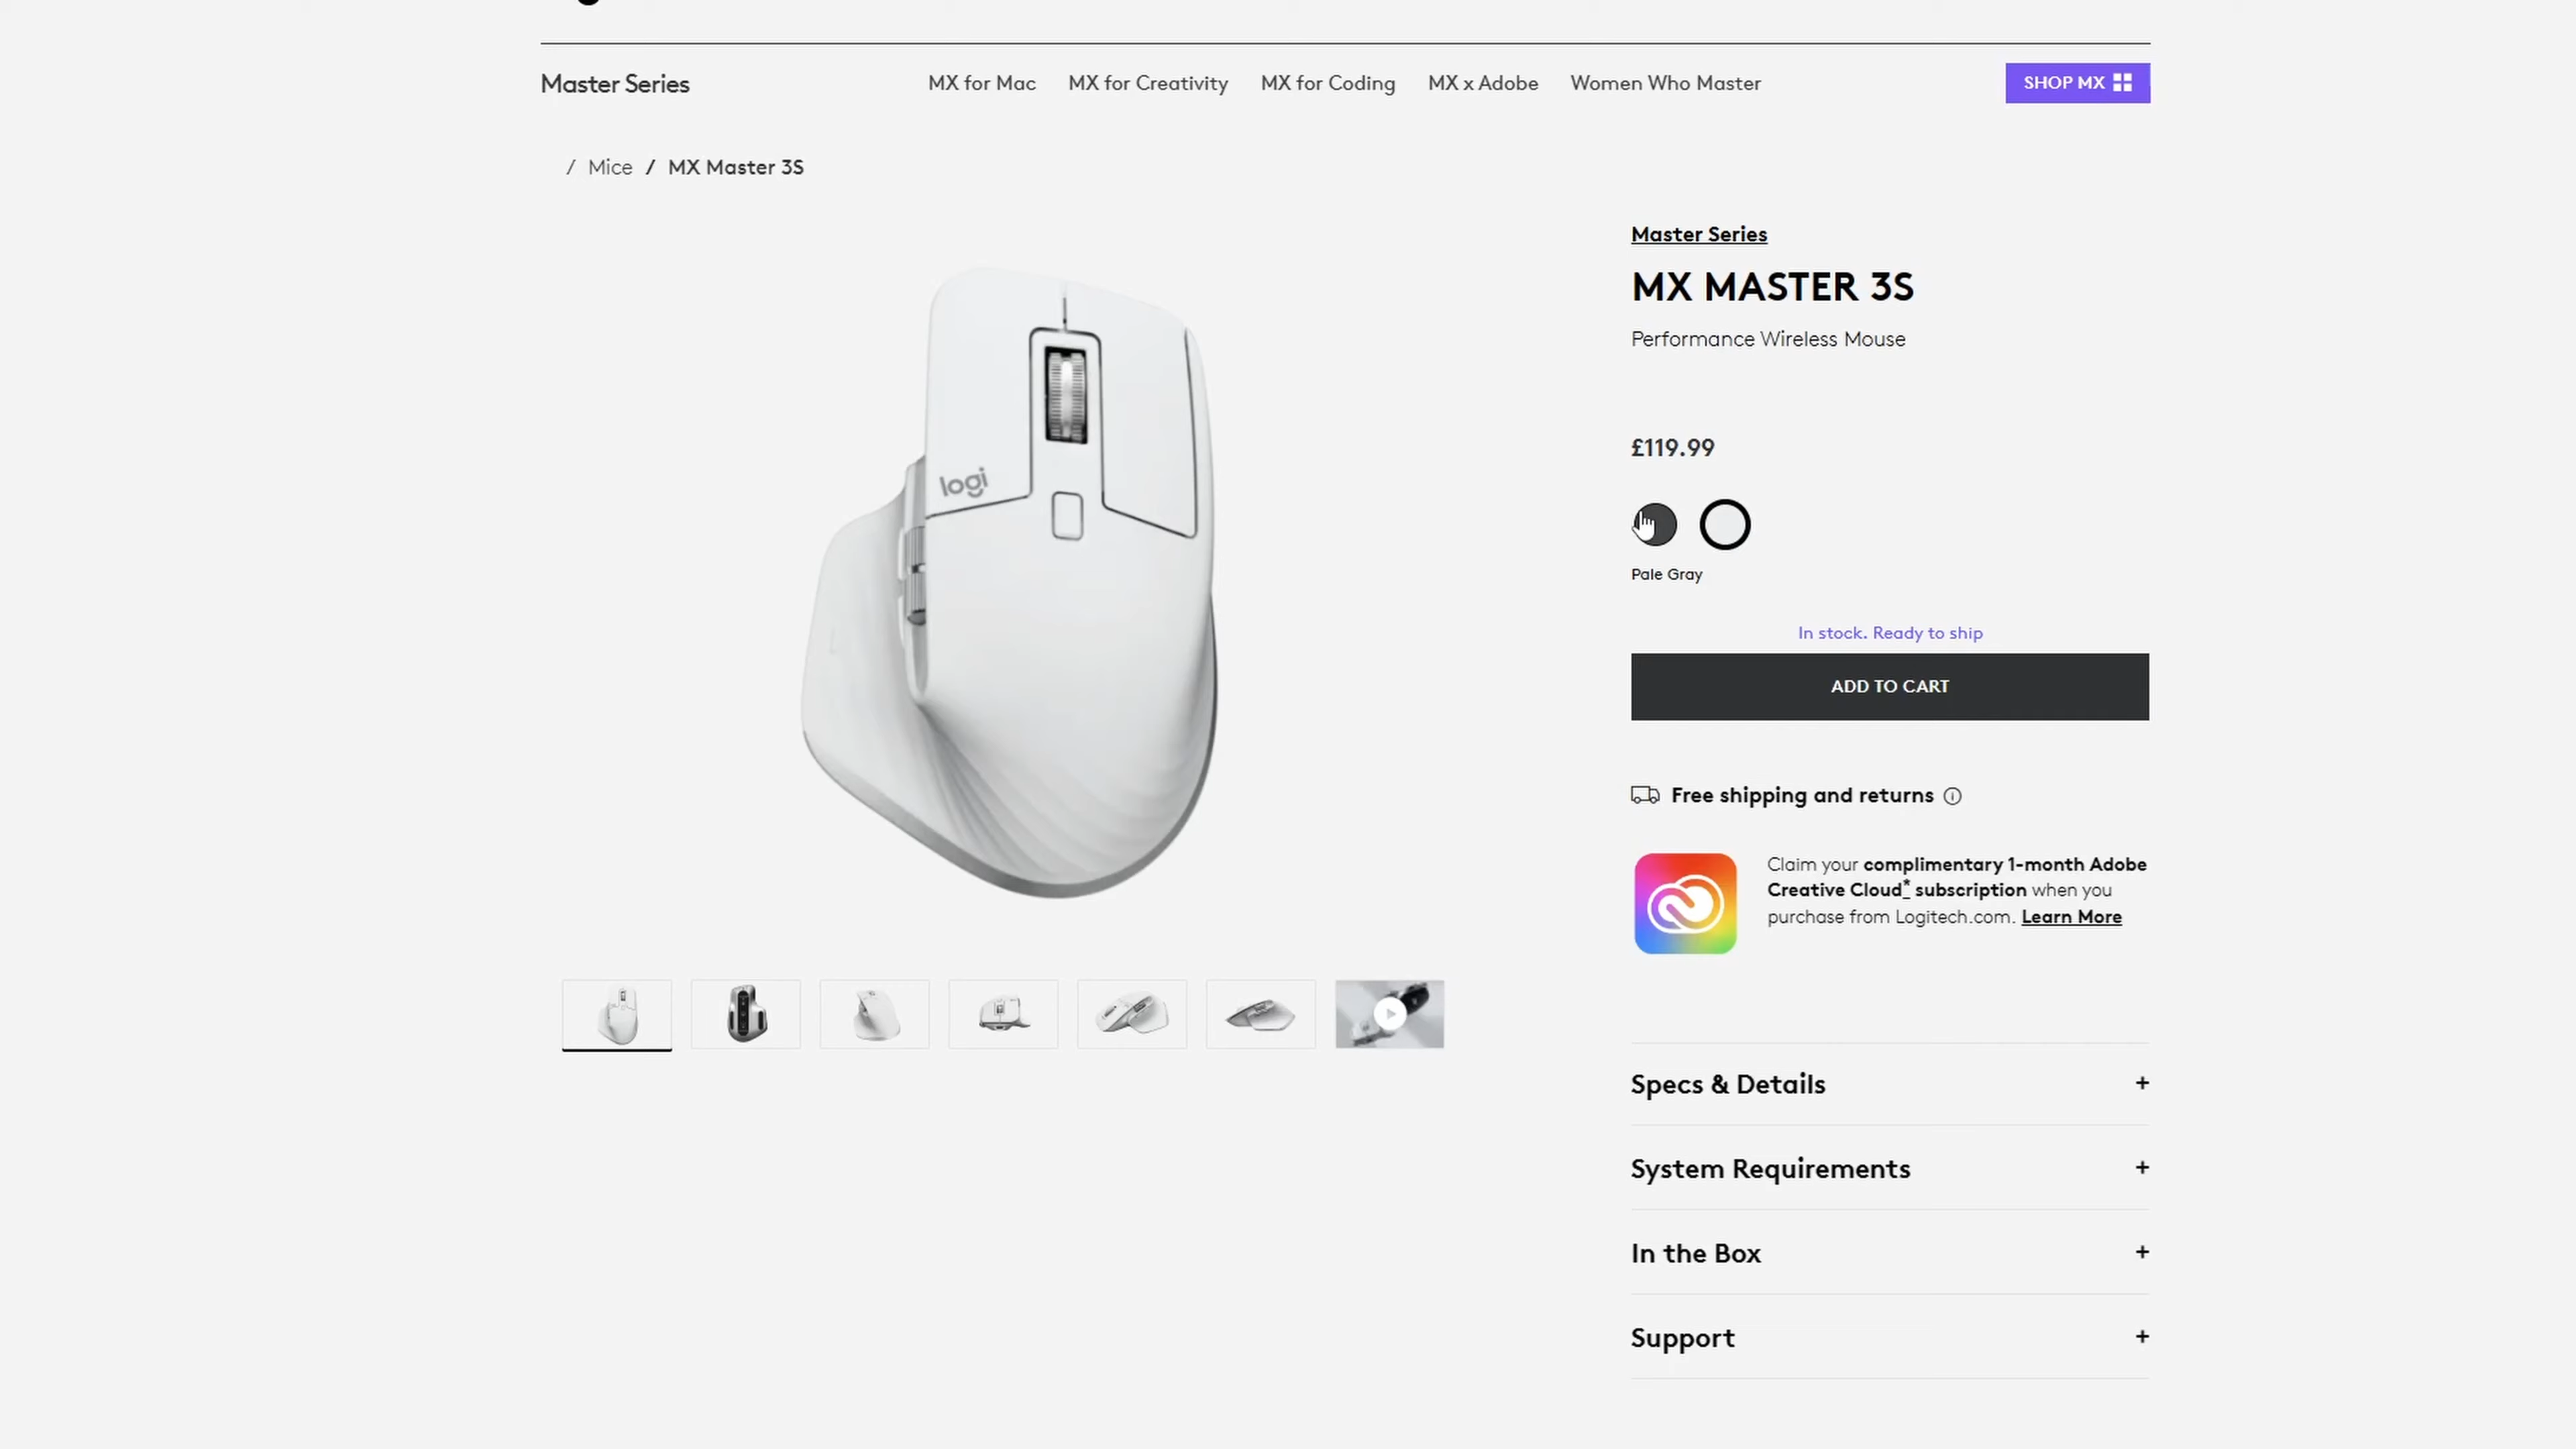 Master Series
MX for Mac
MX for Creativity
MX for Coding
MX x Adobe
Women Who Master
SHOP MX
/ Mice / MX Master 3S
logi
Master Series
MX MASTER 3S
Performance Wireless Mouse
£119.99
Pale Gray
In stock. Ready to ship
ADD TO CART
Free shipping and returns
Claim your complimentary 1-month Adobe
Creative Cloud* subscription when you
purchase from Logitech.com. Learn More
Specs & Details +
System Requirements +
In the Box +
Support +